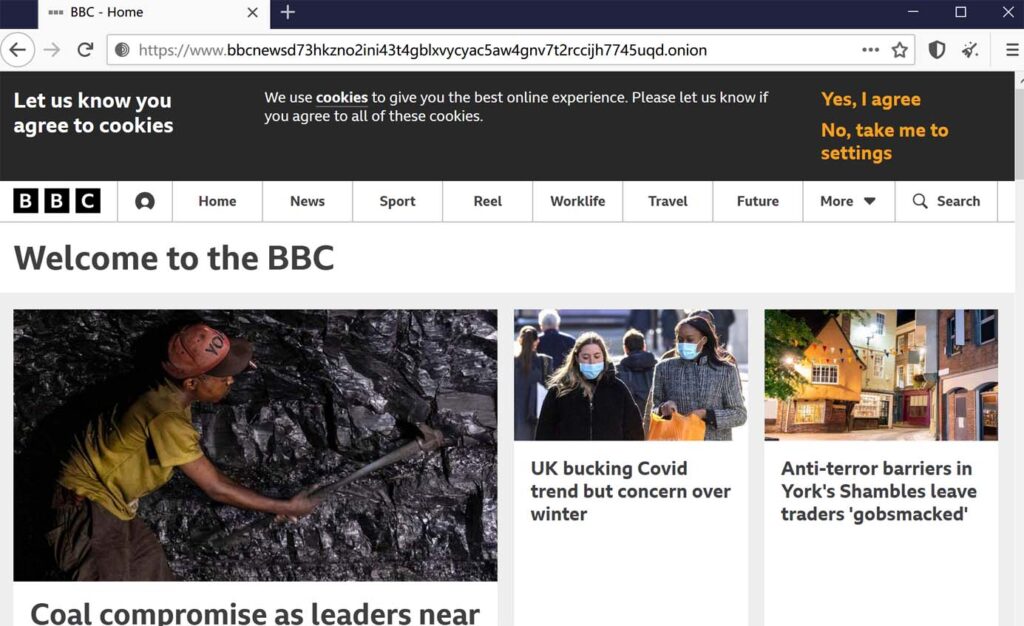 BBC - Home
https://www.bbcnewsd73hkzno2ini43t4gblxvycyac5aw4gnv7t2rccijh7745uqd.onion
Let us know you
agree to cookies
We use cookies to give you the best online experience. Please let us know if
you agree to all of these cookies.
Yes, I agree
No, take me to
settings
BBC
Home
News
Sport
Reel
Worklife
Travel
Future
More
Search
Welcome to the BBC
YO
UK bucking Covid
trend but concern over
winter
Anti-terror barriers in
York's Shambles leave
traders 'gobsmacked'
Coal compromise as leaders near